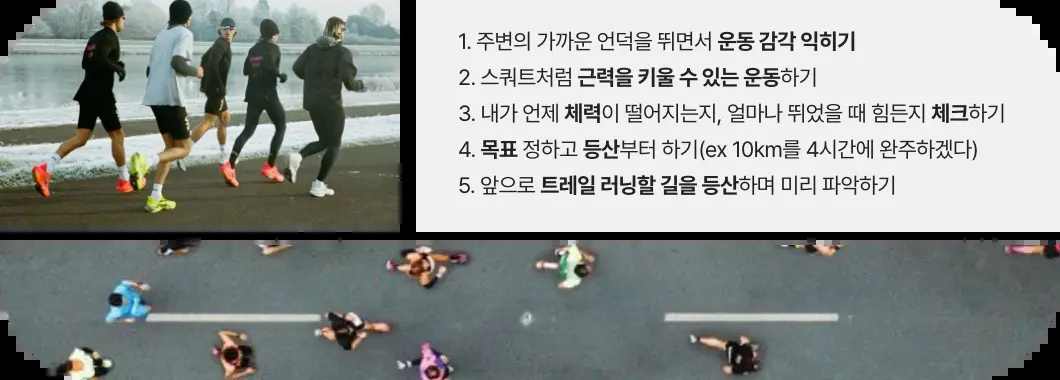 1. 주변의 가까운 언덕을 뛰면서 운동 감각 익히기
2. 스쿼트처럼 근력을 키울 수 있는 운동하기
3. 내가 언제 체력이 떨어지는지, 얼마나 뛰었을 때 힘든지 체크하기
4. 목표 정하고 등산부터 하기(ex 10km를 4시간에 완주하겠다)
5. 앞으로 트레일 러닝할 길을 등산하며 미리 파악하기